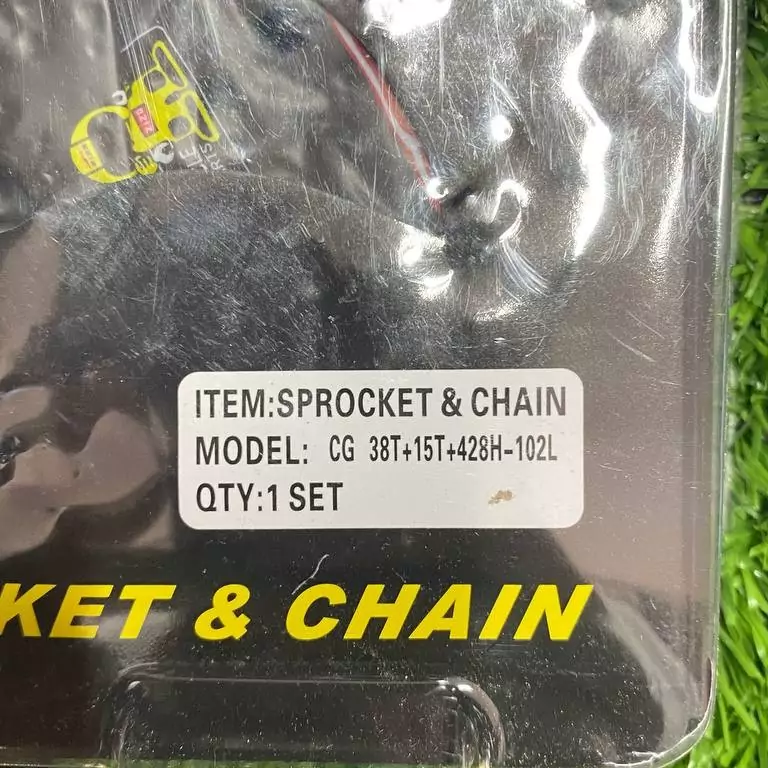 ITEM:SPROCKET & CHAIN
MODEL: CG 38T+15T+428H-102L
QTY:1 SET
KET & CHAIN